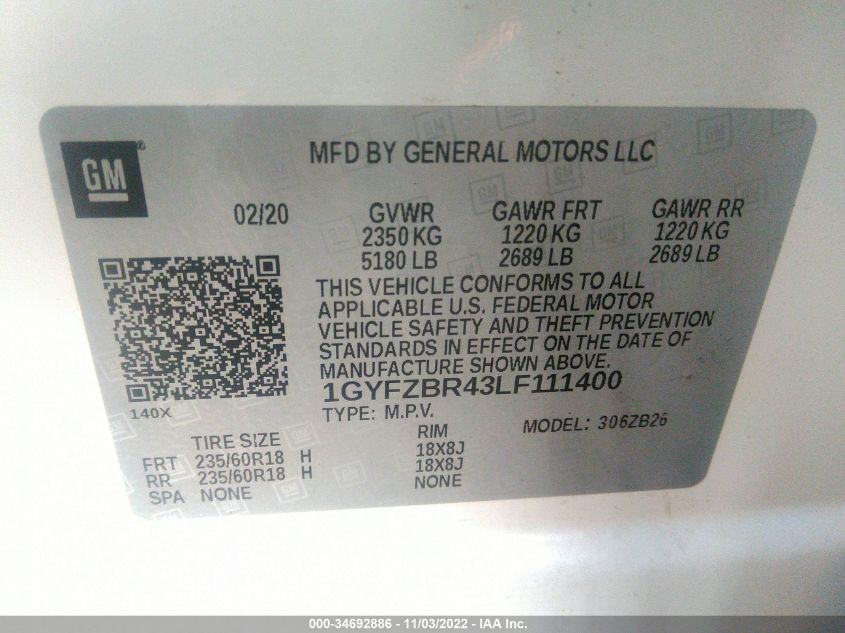 GM
MFD BY GENERAL MOTORS LLC
02/20 GVWR GAWR FRT GAWR RR
2350 KG 1220 KG 1220 KG
5180 LB 2689 LB 2689 LB
THIS VEHICLE CONFORMS TO ALL
APPLICABLE U.S. FEDERAL MOTOR
VEHICLE SAFETY AND THEFT PREVENTION
STANDARDS IN EFFECT ON THE DATE OF
MANUFACTURE SHOWN ABOVE.
1GYFZBR43LF111400
140X
TYPE: M.P.V. MODEL: 306ZB26
TIRE SIZE RIM
FRT 235/60R18 H 18X8J
RR 235/60R18 H 18X8J
SPA NONE NONE
000-34692886 - 11/03/2022 - IAA Inc.